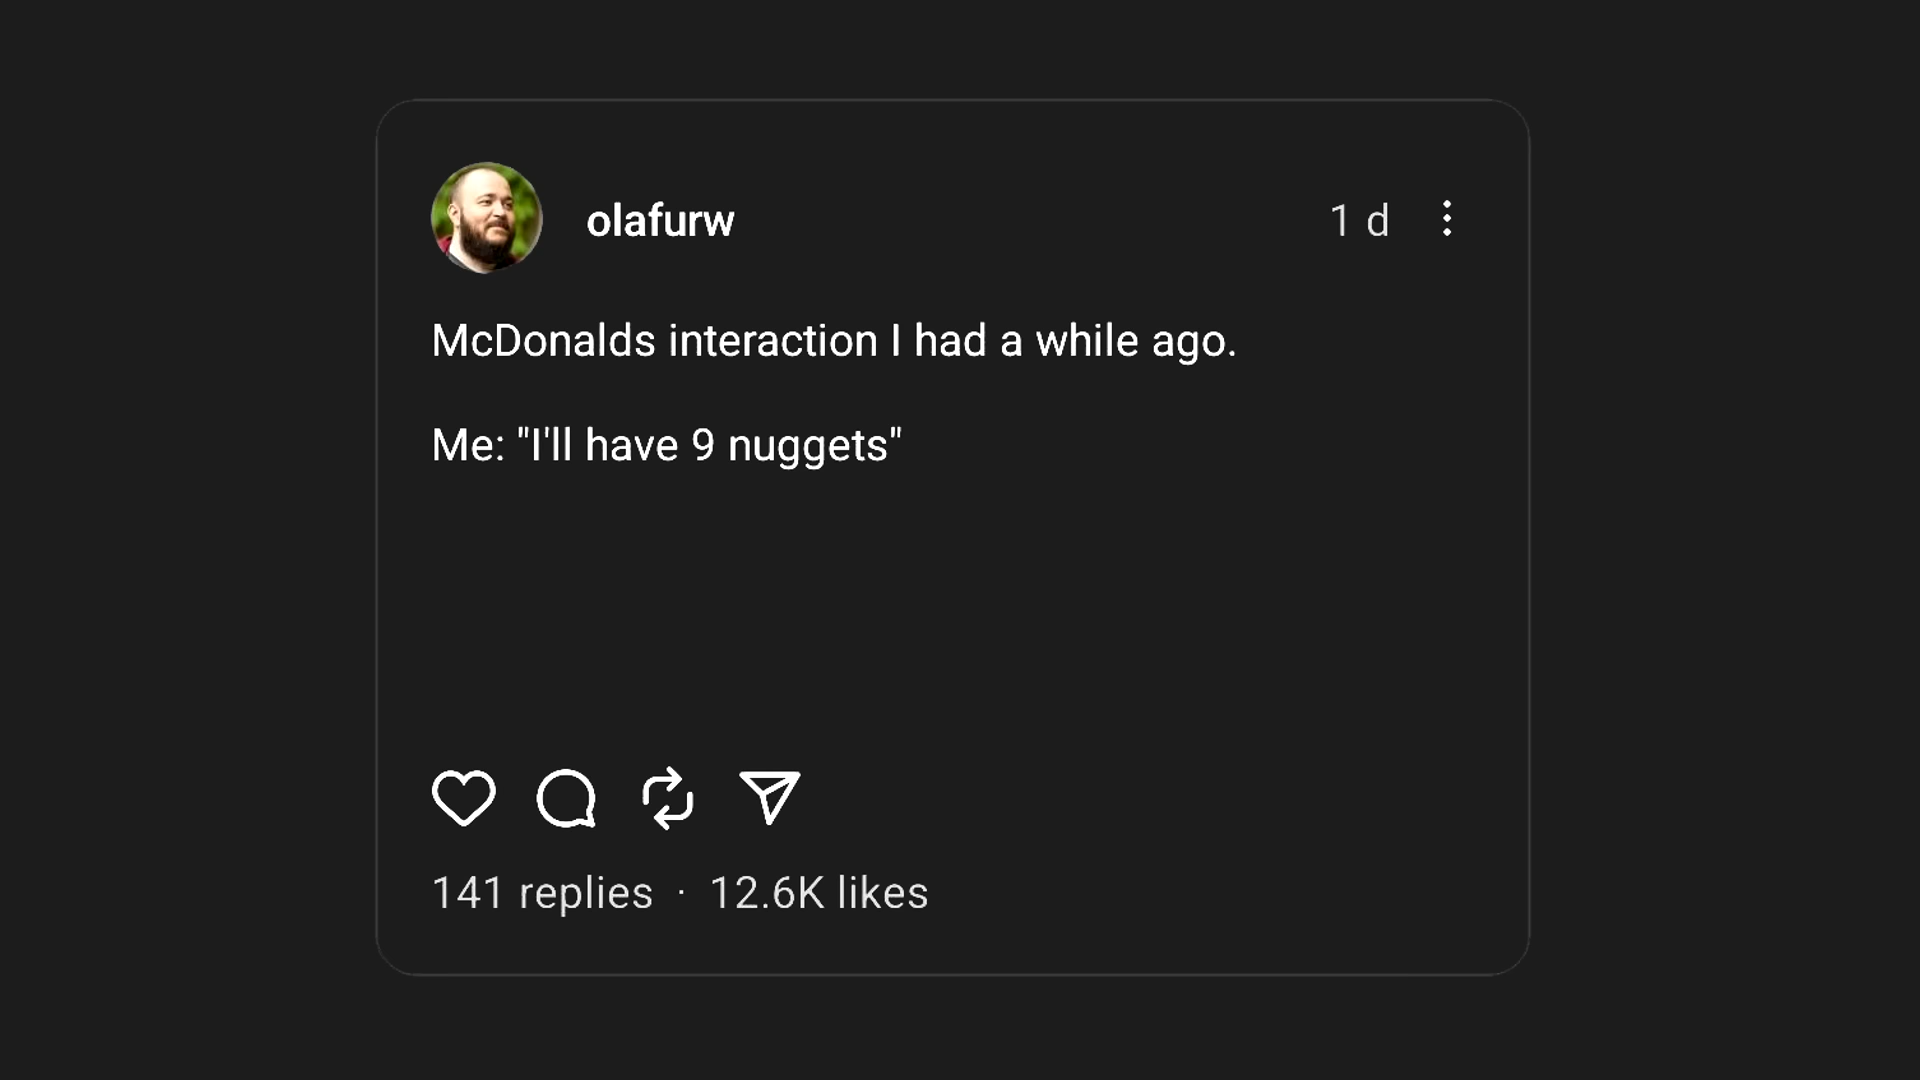 olafurw
1 d
McDonalds interaction I had a while ago.
Me: "I'll have 9 nuggets"
141 replies · 12.6K likes